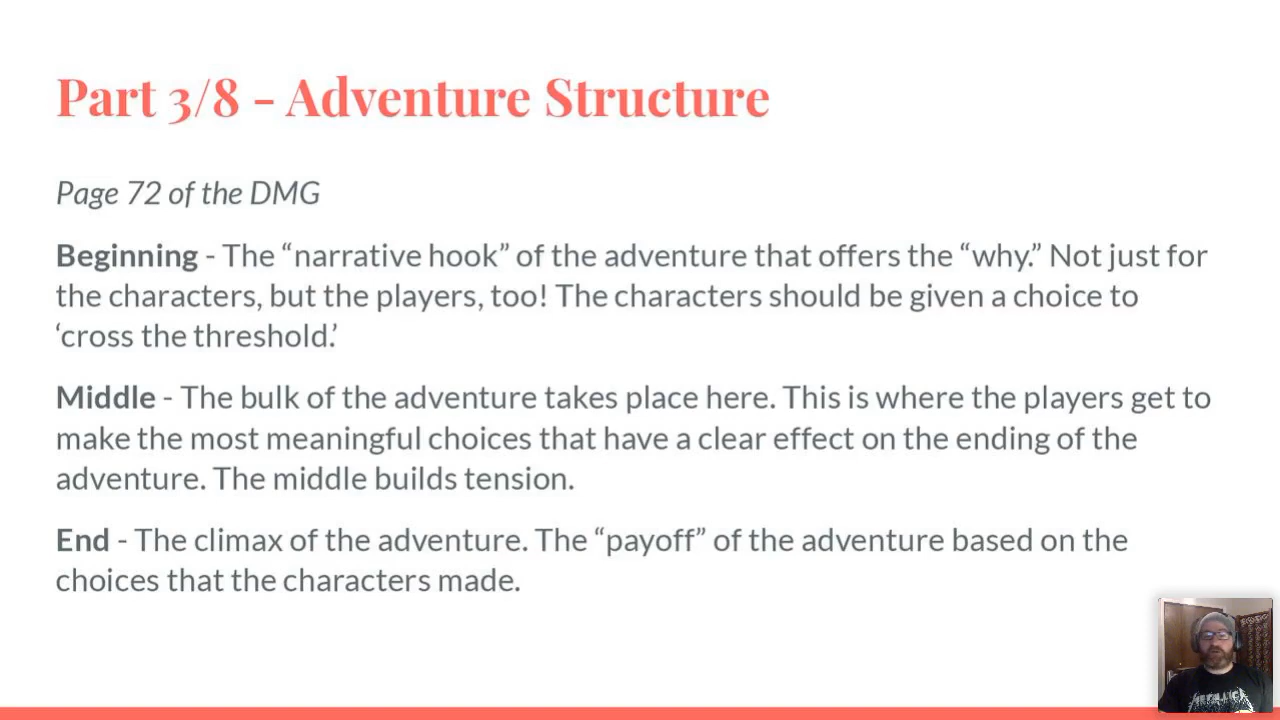 Part 3/8 - Adventure Structure
Page 72 of the DMG
Beginning - The “narrative hook” of the adventure that offers the “why.” Not just for
the characters, but the players, too! The characters should be given a choice to
‘cross the threshold.’
Middle - The bulk of the adventure takes place here. This is where the players get to
make the most meaningful choices that have a clear effect on the ending of the
adventure. The middle builds tension.
End - The climax of the adventure. The “payoff” of the adventure based on the
choices that the characters made.
METALLICA